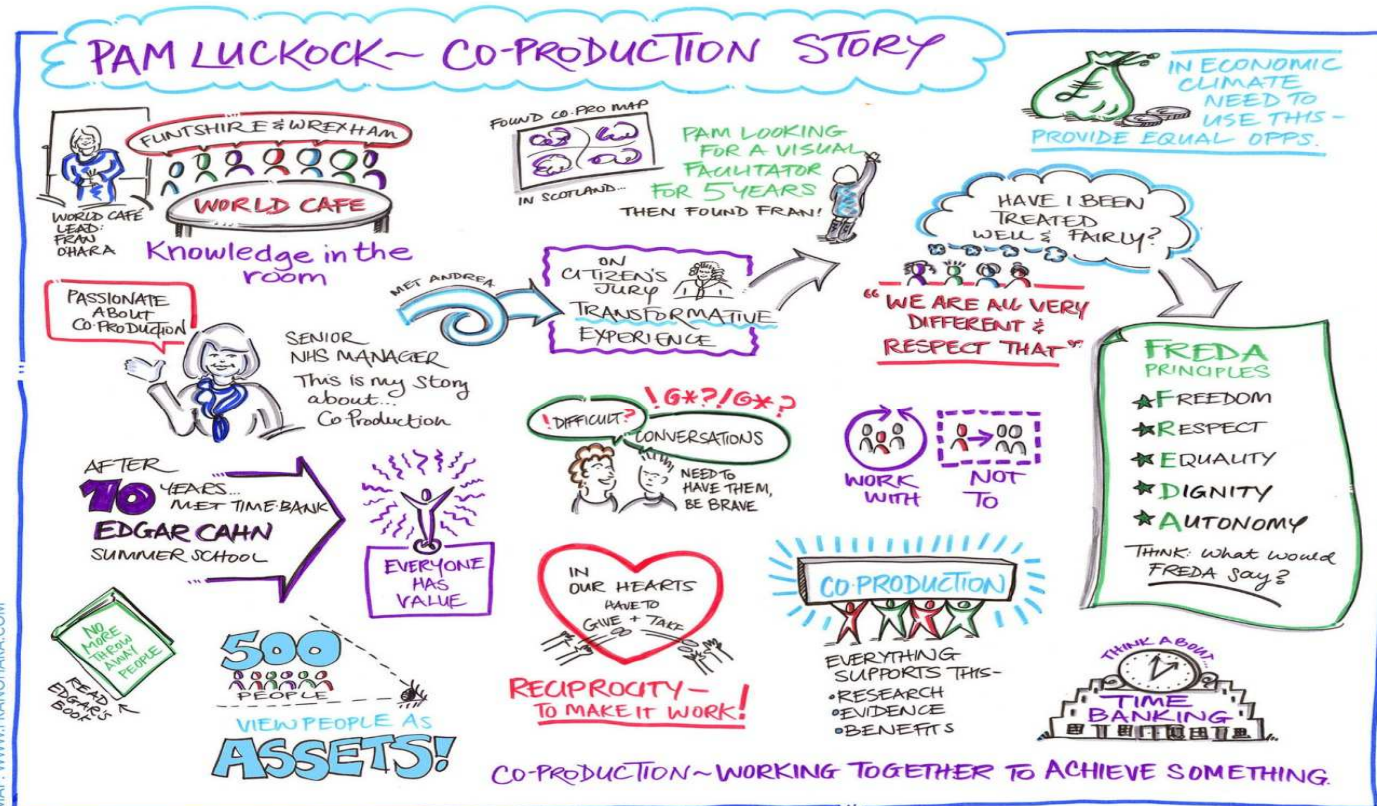 PAM LUCKOCK ~ CO-PRODUCTION STORY
IN ECONOMIC
CLIMATE
NEED TO
USE THIS -
PROVIDE EQUAL OPPS.
£
FLINTSHIRE & WREXHAM
WORLD CAFE
WORLD CAFÉ
LEAD:
FRAN
O'HARA
Knowledge in the
room
FOUND CO-PRO MAP
IN SCOTLAND...
PAM LOOKING
FOR A VISUAL
FACILITATOR
FOR 5 YEARS
THEN FOUND FRAN!
HAVE I BEEN
TREATED
WELL & FAIRLY?
"WE ARE ALL VERY
DIFFERENT &
RESPECT THAT"
PASSIONATE
ABOUT
CO-PRODUCTION
SENIOR
NHS MANAGER
This is my Story
about...
Co Production
MET ANDREA
ON
CITIZEN'S
JURY
TRANSFORMATIVE
EXPERIENCE
FREDA
PRINCIPLES
FREEDOM
RESPECT
EQUALITY
DIGNITY
AUTONOMY
THINK: what would
FREDA say?
! DIFFICULT?
!G*?/G*?
CONVERSATIONS
NEED TO
HAVE THEM,
BE BRAVE
WORK
WITH
NOT
TO
AFTER
10 YEARS...
MET TIME-BANK
EDGAR CAHN
SUMMER SCHOOL
EVERYONE
HAS
VALUE
IN
OUR HEARTS
HAVE TO
GIVE + TAKE
RECIPROCITY -
TO MAKE IT WORK!
CO-PRODUCTION
EVERYTHING
SUPPORTS THIS -
• RESEARCH
• EVIDENCE
• BENEFITS
THINK ABOUT...
TIME
BANKING
NO
MORE
THROW
AWAY
PEOPLE
READ
EDGAR'S
BOOK
500
PEOPLE
VIEW PEOPLE AS
ASSETS!
CO-PRODUCTION ~ WORKING TOGETHER TO ACHIEVE SOMETHING.
WWW.FRANOHARA.COM